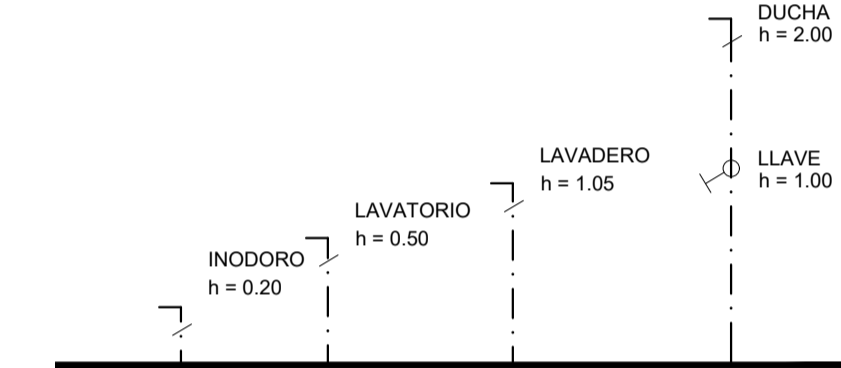 DUCHA
h = 2.00
LAVADERO
h = 1.05
LLAVE
h = 1.00
LAVATORIO
h = 0.50
INODORO
h = 0.20